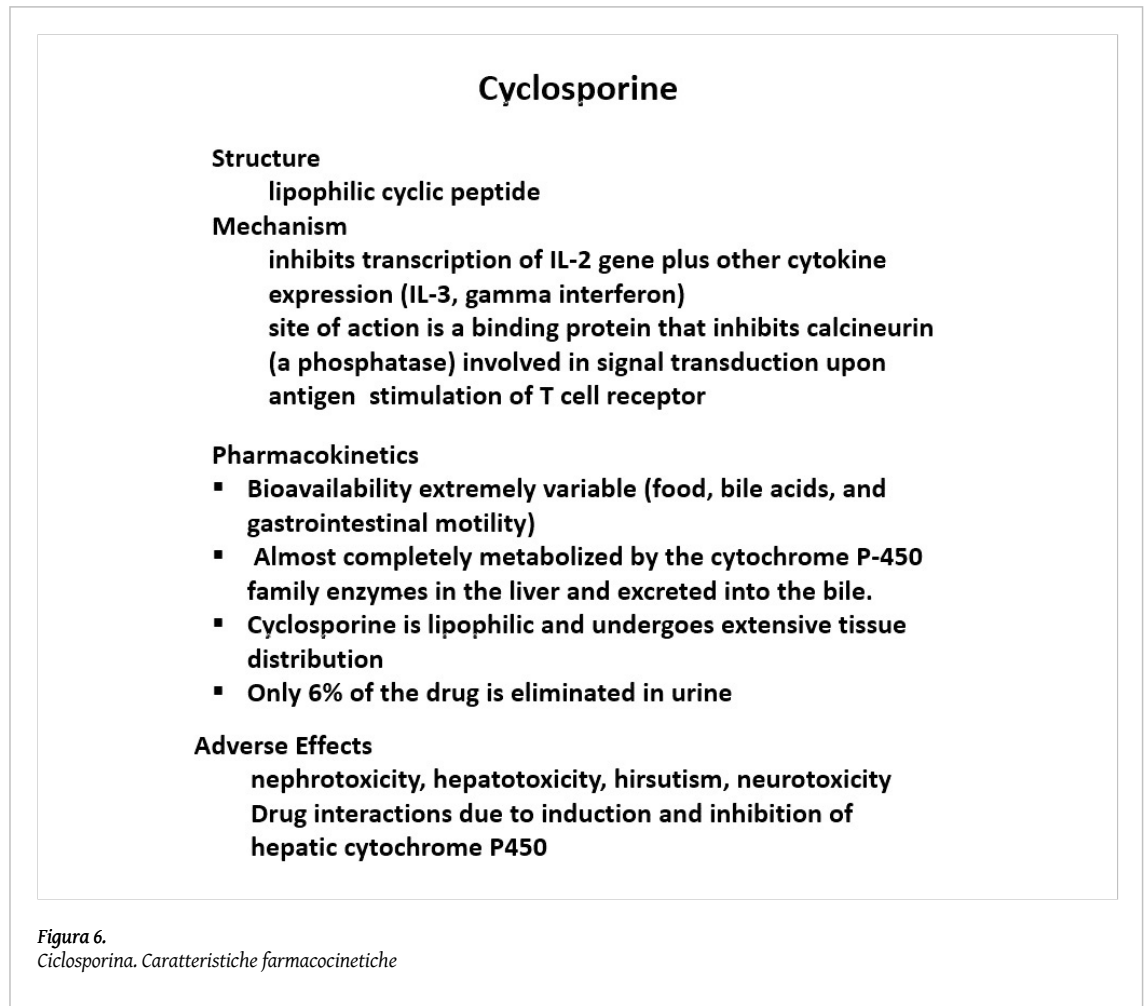 Cyclosporine
Structure
lipophilic cyclic peptide
Mechanism
inhibits transcription of IL-2 gene plus other cytokine
expression (IL-3, gamma interferon)
site of action is a binding protein that inhibits calcineurin
(a phosphatase) involved in signal transduction upon
antigen  stimulation of T cell receptor
Pharmacokinetics
▪ Bioavailability extremely variable (food, bile acids, and
gastrointestinal motility)
▪ Almost completely metabolized by the cytochrome P-450
family enzymes in the liver and excreted into the bile.
▪ Cyclosporine is lipophilic and undergoes extensive tissue
distribution
▪ Only 6% of the drug is eliminated in urine
Adverse Effects
nephrotoxicity, hepatotoxicity, hirsutism, neurotoxicity
Drug interactions due to induction and inhibition of
hepatic cytochrome P450
Figura 6.
Ciclosporina. Caratteristiche farmacocinetiche